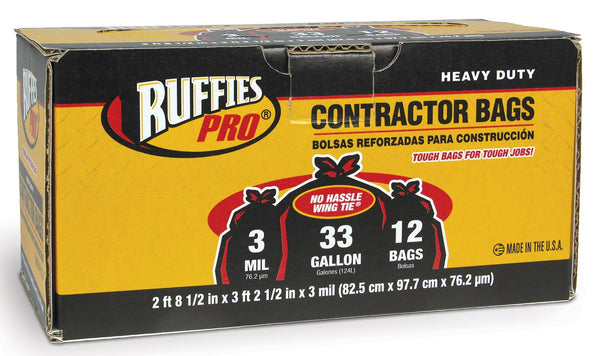 HEAVY DUTY
RUFFIES
PRO®
CONTRACTOR BAGS
BOLSAS REFORZADAS PARA CONSTRUCCIÓN
TOUGH BAGS FOR TOUGH JOBS!
NO HASSLE
WING TIE®
3
MIL
76.2 µm
33
GALLON
Galones (124L)
12
BAGS
Bolsas
MADE IN THE U.S.A.
2 ft 8 1/2 in x 3 ft 2 1/2 in x 3 mil (82.5 cm x 97.7 cm x 76.2 µm)